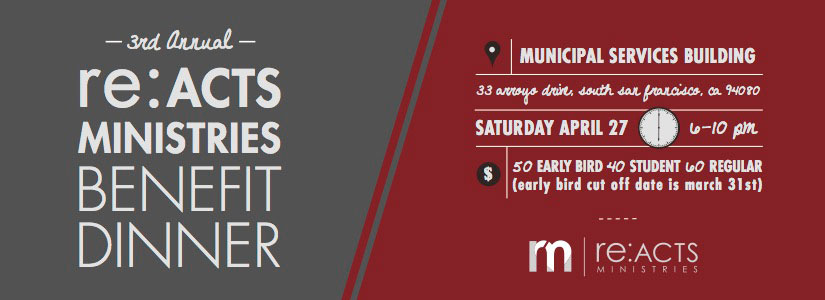 3rd Annual
re:ACTS
MINISTRIES
BENEFIT
DINNER
MUNICIPAL SERVICES BUILDING
33 arroyo drive, south san francisco, ca 94080
SATURDAY APRIL 27 6-10 pm
$ 50 EARLY BIRD 40 STUDENT 60 REGULAR
(early bird cut off date is march 31st)
rm re:ACTS
MINISTRIES